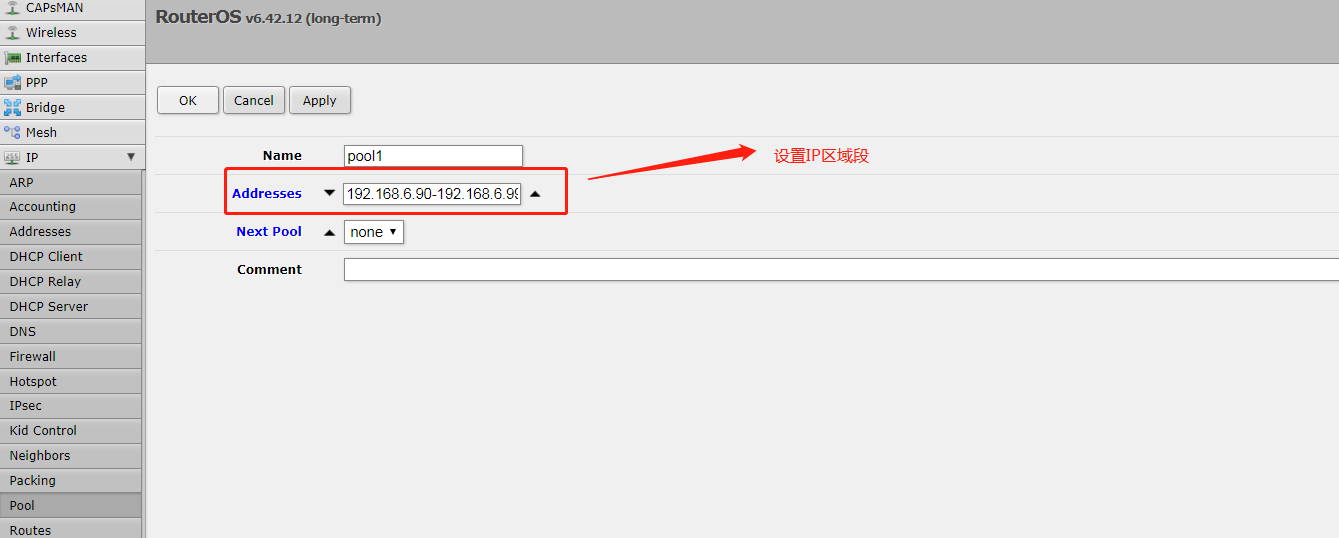 CAPsMAN
Wireless
Interfaces
PPP
Bridge
Mesh
IP
ARP
Accounting
Addresses
DHCP Client
DHCP Relay
DHCP Server
DNS
Firewall
Hotspot
IPsec
Kid Control
Neighbors
Packing
Pool
Routes
RouterOS v6.42.12 (long-term)
OK Cancel Apply
Name pool1
Addresses 192.168.6.90-192.168.6.99
设置IP区域段
Next Pool none
Comment